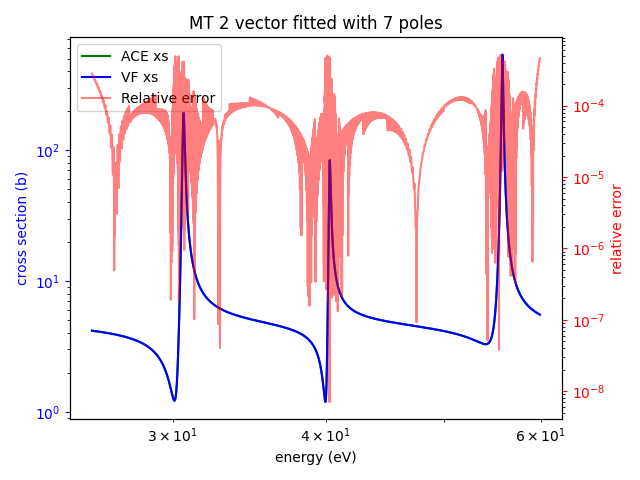 MT 2 vector fitted with 7 poles
ACE xs
VF xs
Relative error
cross section (b)
10²
10¹
10⁰
10⁻⁴
10⁻⁵
10⁻⁶
10⁻⁷
10⁻⁸
relative error
3 × 10¹ 4 × 10¹ 6 × 10¹
energy (eV)